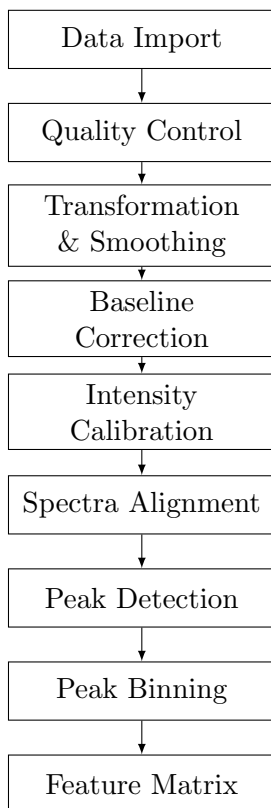 Data Import
Quality Control
Transformation
& Smoothing
Baseline
Correction
Intensity
Calibration
Spectra Alignment
Peak Detection
Peak Binning
Feature Matrix